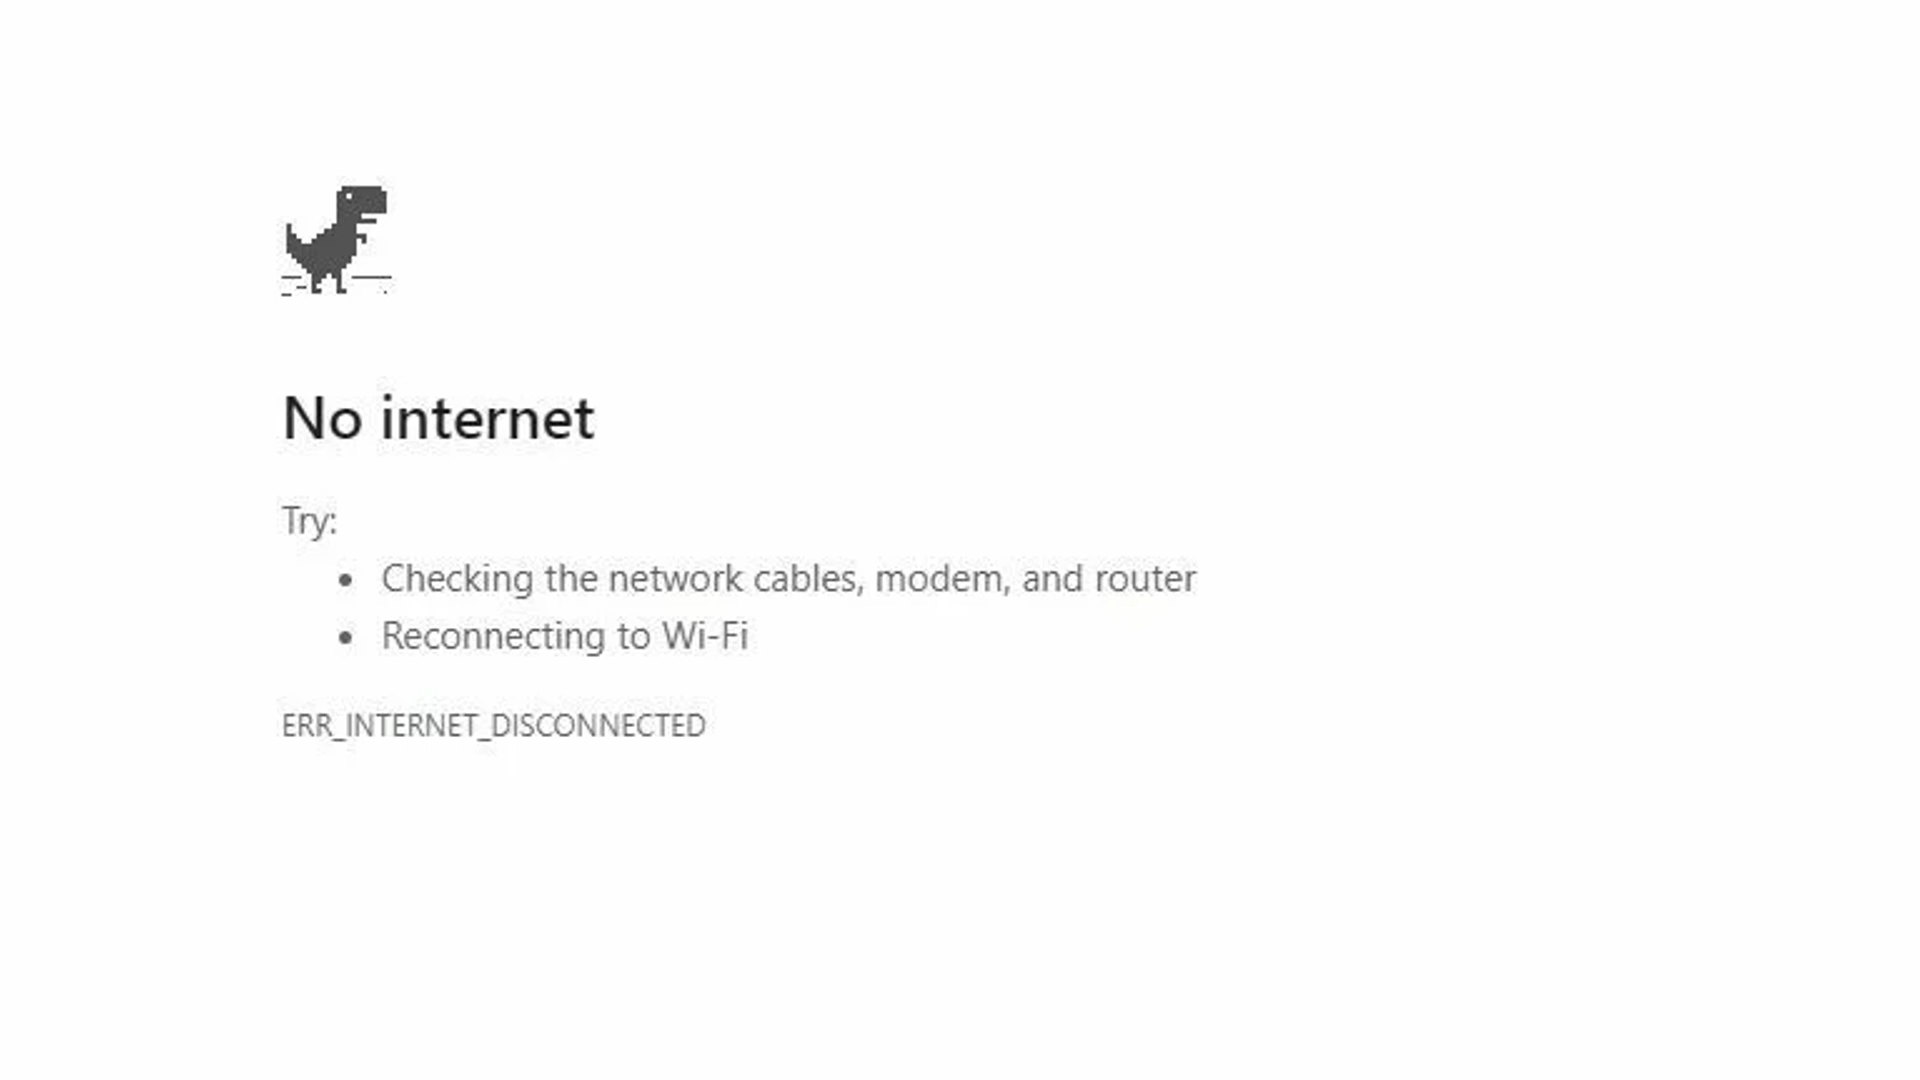 No internet
Try:
Checking the network cables, modem, and router
Reconnecting to Wi-Fi
ERR_INTERNET_DISCONNECTED